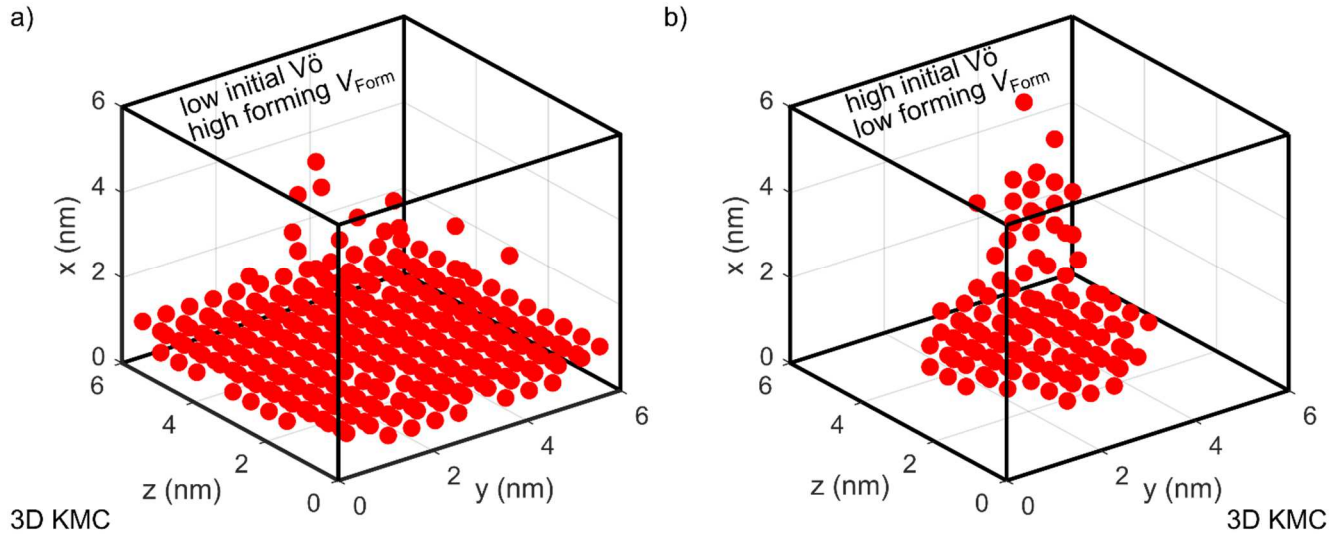 a)
low initial Vö
high forming VForm
6
4
2
0
x (nm)
6
4
2
0
z (nm)
0
2
4
6
y (nm)
3D KMC
b)
high initial Vö
low forming VForm
6
4
2
0
x (nm)
6
4
2
0
z (nm)
0
2
4
6
y (nm)
3D KMC